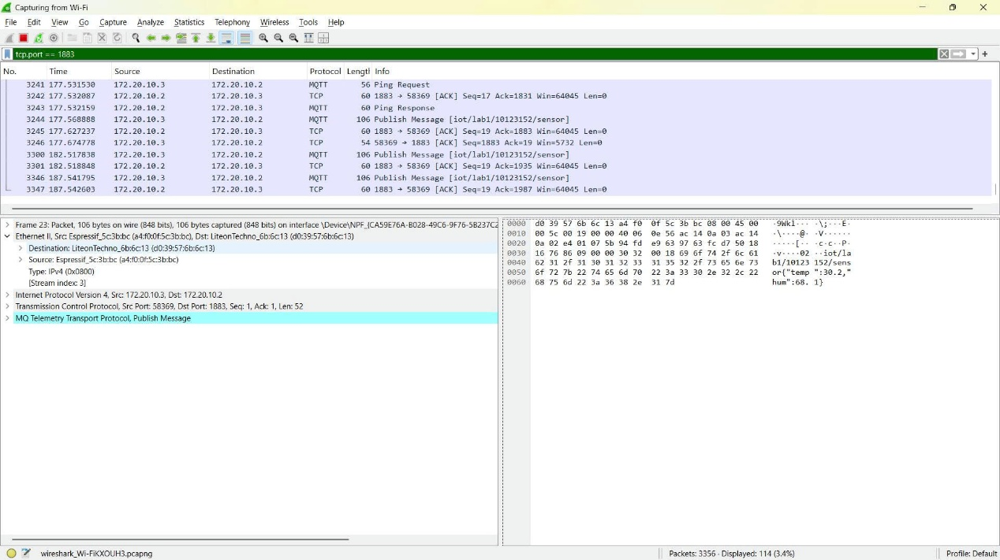 Capturing from Wi-Fi
File Edit View Go Capture Analyze Statistics Telephony Wireless Tools Help
tcp.port == 1883
No. Time Source Destination Protocol Length Info
3241 177.531530 172.20.10.3 172.20.10.2 MQTT 56 Ping Request
3242 177.532087 172.20.10.2 172.20.10.3 TCP 60 1883 → 58369 [ACK] Seq=17 Ack=1831 Win=64045 Len=0
3243 177.532159 172.20.10.2 172.20.10.3 MQTT 60 Ping Response
3244 177.568888 172.20.10.3 172.20.10.2 MQTT 106 Publish Message [iot/lab1/10123152/sensor]
3245 177.627237 172.20.10.2 172.20.10.3 TCP 60 1883 → 58369 [ACK] Seq=19 Ack=1883 Win=64045 Len=0
3246 177.674778 172.20.10.3 172.20.10.2 TCP 54 58369 → 1883 [ACK] Seq=1883 Ack=19 Win=5732 Len=0
3300 182.517838 172.20.10.3 172.20.10.2 MQTT 106 Publish Message [iot/lab1/10123152/sensor]
3301 182.518848 172.20.10.2 172.20.10.3 TCP 60 1883 → 58369 [ACK] Seq=19 Ack=1935 Win=64045 Len=0
3346 187.541795 172.20.10.3 172.20.10.2 MQTT 106 Publish Message [iot/lab1/10123152/sensor]
3347 187.542603 172.20.10.2 172.20.10.3 TCP 60 1883 → 58369 [ACK] Seq=19 Ack=1987 Win=64045 Len=0
Frame 23: Packet, 106 bytes on wire (848 bits), 106 bytes captured (848 bits) on interface \Device\NPF_{CA59E76A-B028-49C6-9F76-5B237C2
Ethernet II, Src: Espressif_5c:3b:bc (a4:f0:0f:5c:3b:bc), Dst: LiteonTechno_6b:6c:13 (d0:39:57:6b:6c:13)
Destination: LiteonTechno_6b:6c:13 (d0:39:57:6b:6c:13)
Source: Espressif_5c:3b:bc (a4:f0:0f:5c:3b:bc)
Type: IPv4 (0x0800)
[Stream index: 3]
Internet Protocol Version 4, Src: 172.20.10.3, Dst: 172.20.10.2
Transmission Control Protocol, Src Port: 58369, Dst Port: 1883, Seq: 1, Ack: 1, Len: 52
MQ Telemetry Transport Protocol, Publish Message
0000 d0 39 57 6b 6c 13 a4 f0 0f 5c 3b bc 08 00 45 00 ·9Wkl··· ·\;···E·
0010 00 5c 00 19 00 00 40 06 0e 56 ac 14 0a 03 ac 14 ·\····@· ·V······
0020 0a 02 e4 01 07 5b 94 fd e9 63 97 63 fc d7 50 18 ·····[·· ·c·c··P·
0030 16 76 86 09 00 00 30 32 00 18 69 6f 74 2f 6c 61 ·v····02 ··iot/la
0040 62 31 2f 31 30 31 32 33 31 35 32 2f 73 65 6e 73 b1/10123 152/sens
0050 6f 72 7b 22 74 65 6d 70 22 3a 33 30 2e 32 2c 22 or{"temp ":30.2,"
0060 68 75 6d 22 3a 36 38 2e 31 7d hum":68. 1}
wireshark_Wi-FiKXOUH3.pcapng Packets: 3356 · Displayed: 114 (3.4%) Profile: Default